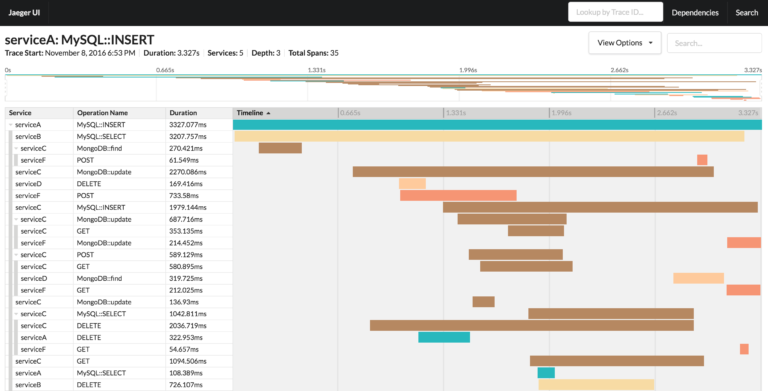 Jaeger UI Lookup by Trace ID... Dependencies Search
serviceA: MySQL::INSERT View Options Search...
Trace Start: November 8, 2016 6:53 PM Duration: 3.327s Services: 5 Depth: 3 Total Spans: 35
0s 0.665s 1.331s 1.996s 2.662s 3.327s
Service Operation Name Duration Timeline 0.665s 1.331s 1.996s 2.662s 3.327s
serviceA MySQL::INSERT 3327.077ms
serviceB MySQL::SELECT 3207.757ms
serviceC MongoDB::find 270.421ms
serviceF POST 61.549ms
serviceC MongoDB::update 2270.086ms
serviceD DELETE 169.416ms
serviceF POST 733.58ms
serviceC MySQL::INSERT 1979.144ms
serviceC MongoDB::update 687.716ms
serviceC GET 353.135ms
serviceF MongoDB::update 214.452ms
serviceC POST 589.129ms
serviceC GET 580.895ms
serviceD MongoDB::find 319.725ms
serviceF GET 212.025ms
serviceC MongoDB::update 136.93ms
serviceC MySQL::SELECT 1042.811ms
serviceC DELETE 2036.719ms
serviceA DELETE 322.953ms
serviceF GET 54.657ms
serviceC GET 1094.506ms
serviceA MySQL::SELECT 108.389ms
serviceB DELETE 726.107ms